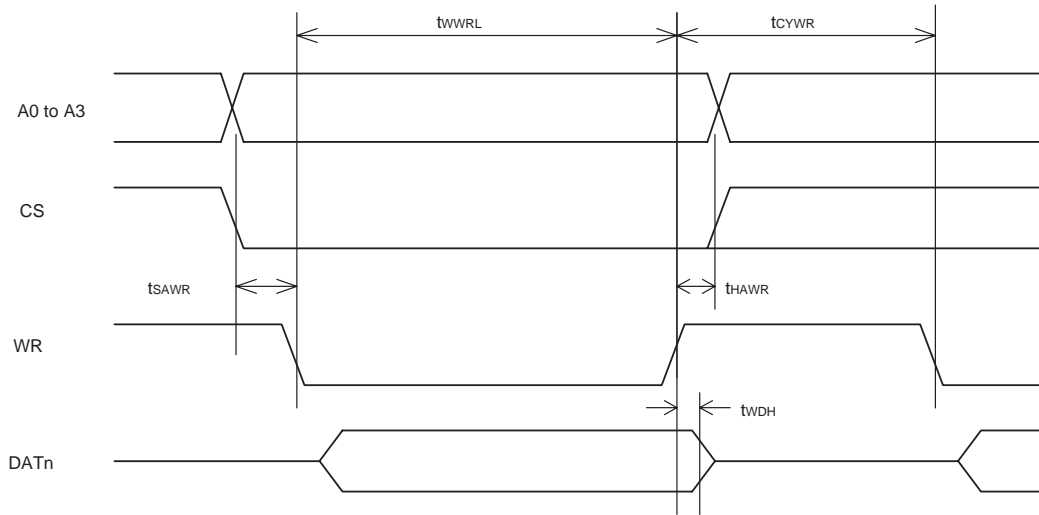 tWWRL
tCYWR
A0 to A3
CS
tSAWR
tHAWR
WR
tWDH
DATn